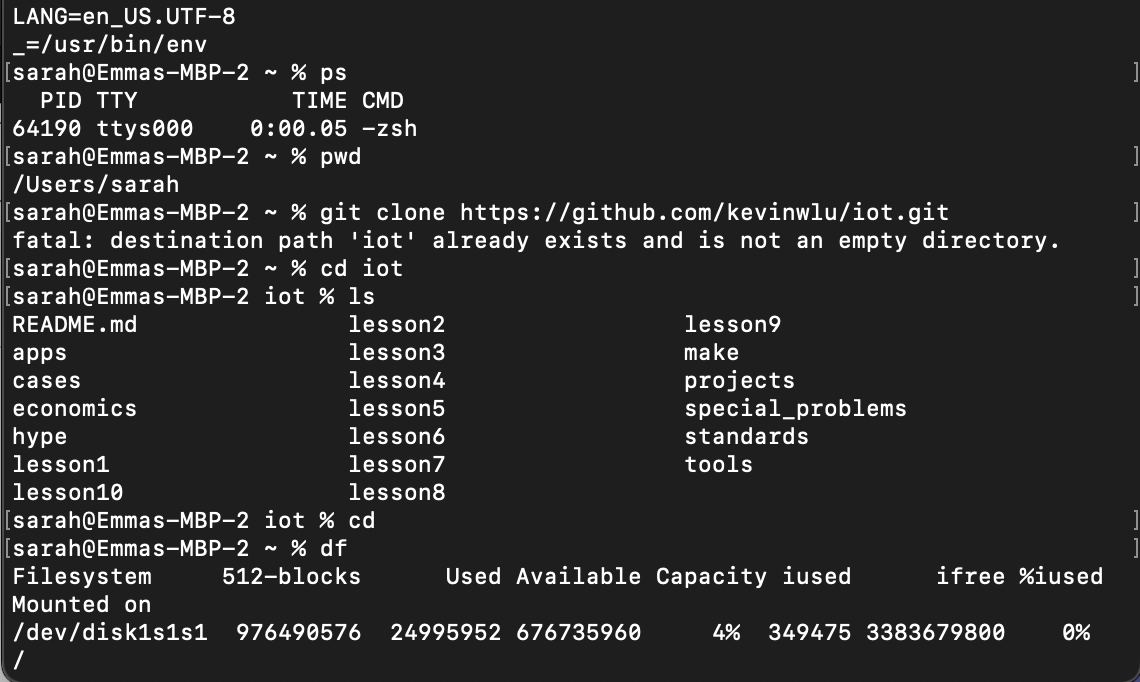 LANG=en_US.UTF-8
_=/usr/bin/env
[sarah@Emmas-MBP-2 ~ % ps ]
  PID TTY           TIME CMD
64190 ttys000    0:00.05 -zsh
[sarah@Emmas-MBP-2 ~ % pwd ]
/Users/sarah
[sarah@Emmas-MBP-2 ~ % git clone https://github.com/kevinwlu/iot.git ]
fatal: destination path 'iot' already exists and is not an empty directory.
[sarah@Emmas-MBP-2 ~ % cd iot ]
[sarah@Emmas-MBP-2 iot % ls ]
README.md               lesson2                 lesson9
apps                    lesson3                 make
cases                   lesson4                 projects
economics               lesson5                 special_problems
hype                    lesson6                 standards
lesson1                 lesson7                 tools
lesson10                lesson8
[sarah@Emmas-MBP-2 iot % cd ]
[sarah@Emmas-MBP-2 ~ % df ]
Filesystem     512-blocks      Used Available Capacity iused      ifree %iused
Mounted on
/dev/disk1s1s1  976490576  24995952 676735960     4%  349475 3383679800    0%
/